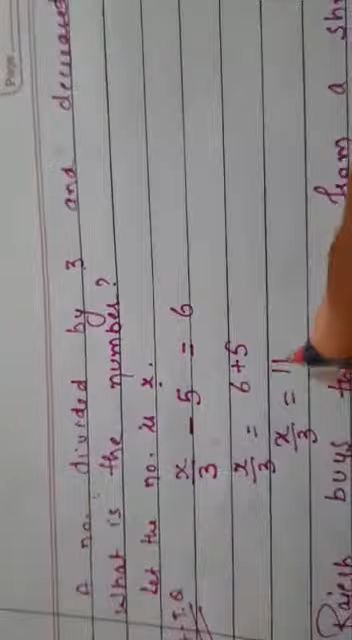 A no. divided by 3 and decreased
What is the number?
Let the no. is x.
A.T.Q
x/3 - 5 = 6
x/3 = 6+5
x/3 = 11
Rajesh buys from a